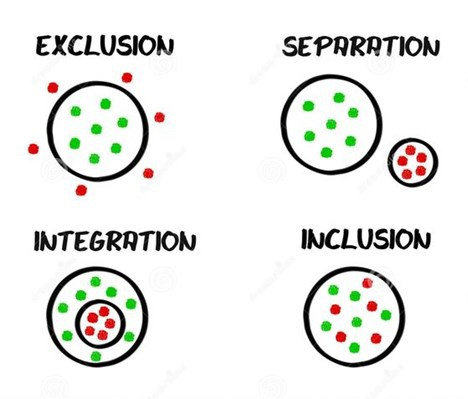 EXCLUSION
SEPARATION
INTEGRATION
INCLUSION